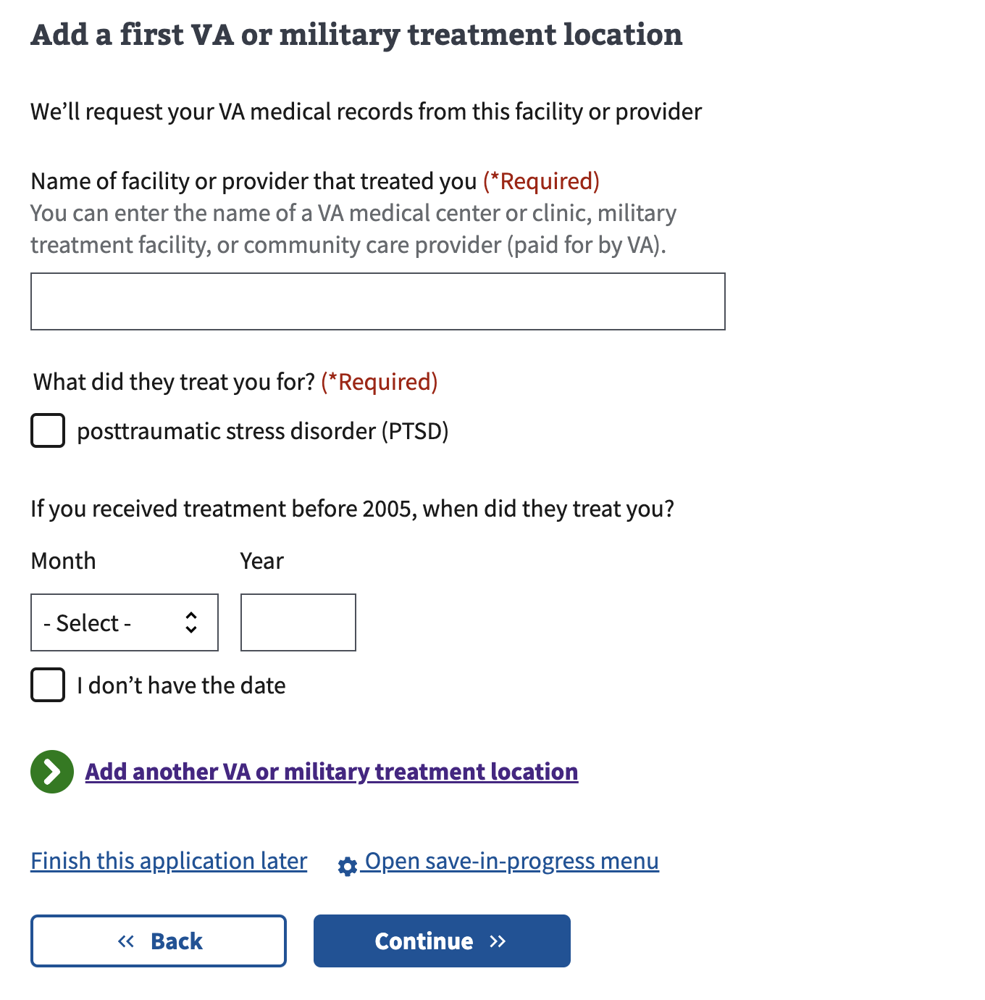 Add a first VA or military treatment location
We’ll request your VA medical records from this facility or provider
Name of facility or provider that treated you (*Required)
You can enter the name of a VA medical center or clinic, military
treatment facility, or community care provider (paid for by VA).
What did they treat you for? (*Required)
posttraumatic stress disorder (PTSD)
If you received treatment before 2005, when did they treat you?
Month Year
- Select -
I don’t have the date
Add another VA or military treatment location
Finish this application later Open save-in-progress menu
Back Continue